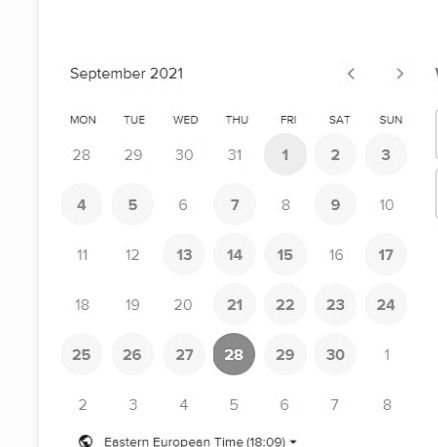 September 2021
MON TUE WED THU FRI SAT SUN
28 29 30 31 1 2 3
4 5 6 7 8 9 10
11 12 13 14 15 16 17
18 19 20 21 22 23 24
25 26 27 28 29 30 1
2 3 4 5 6 7 8
Eastern European Time (18:09)